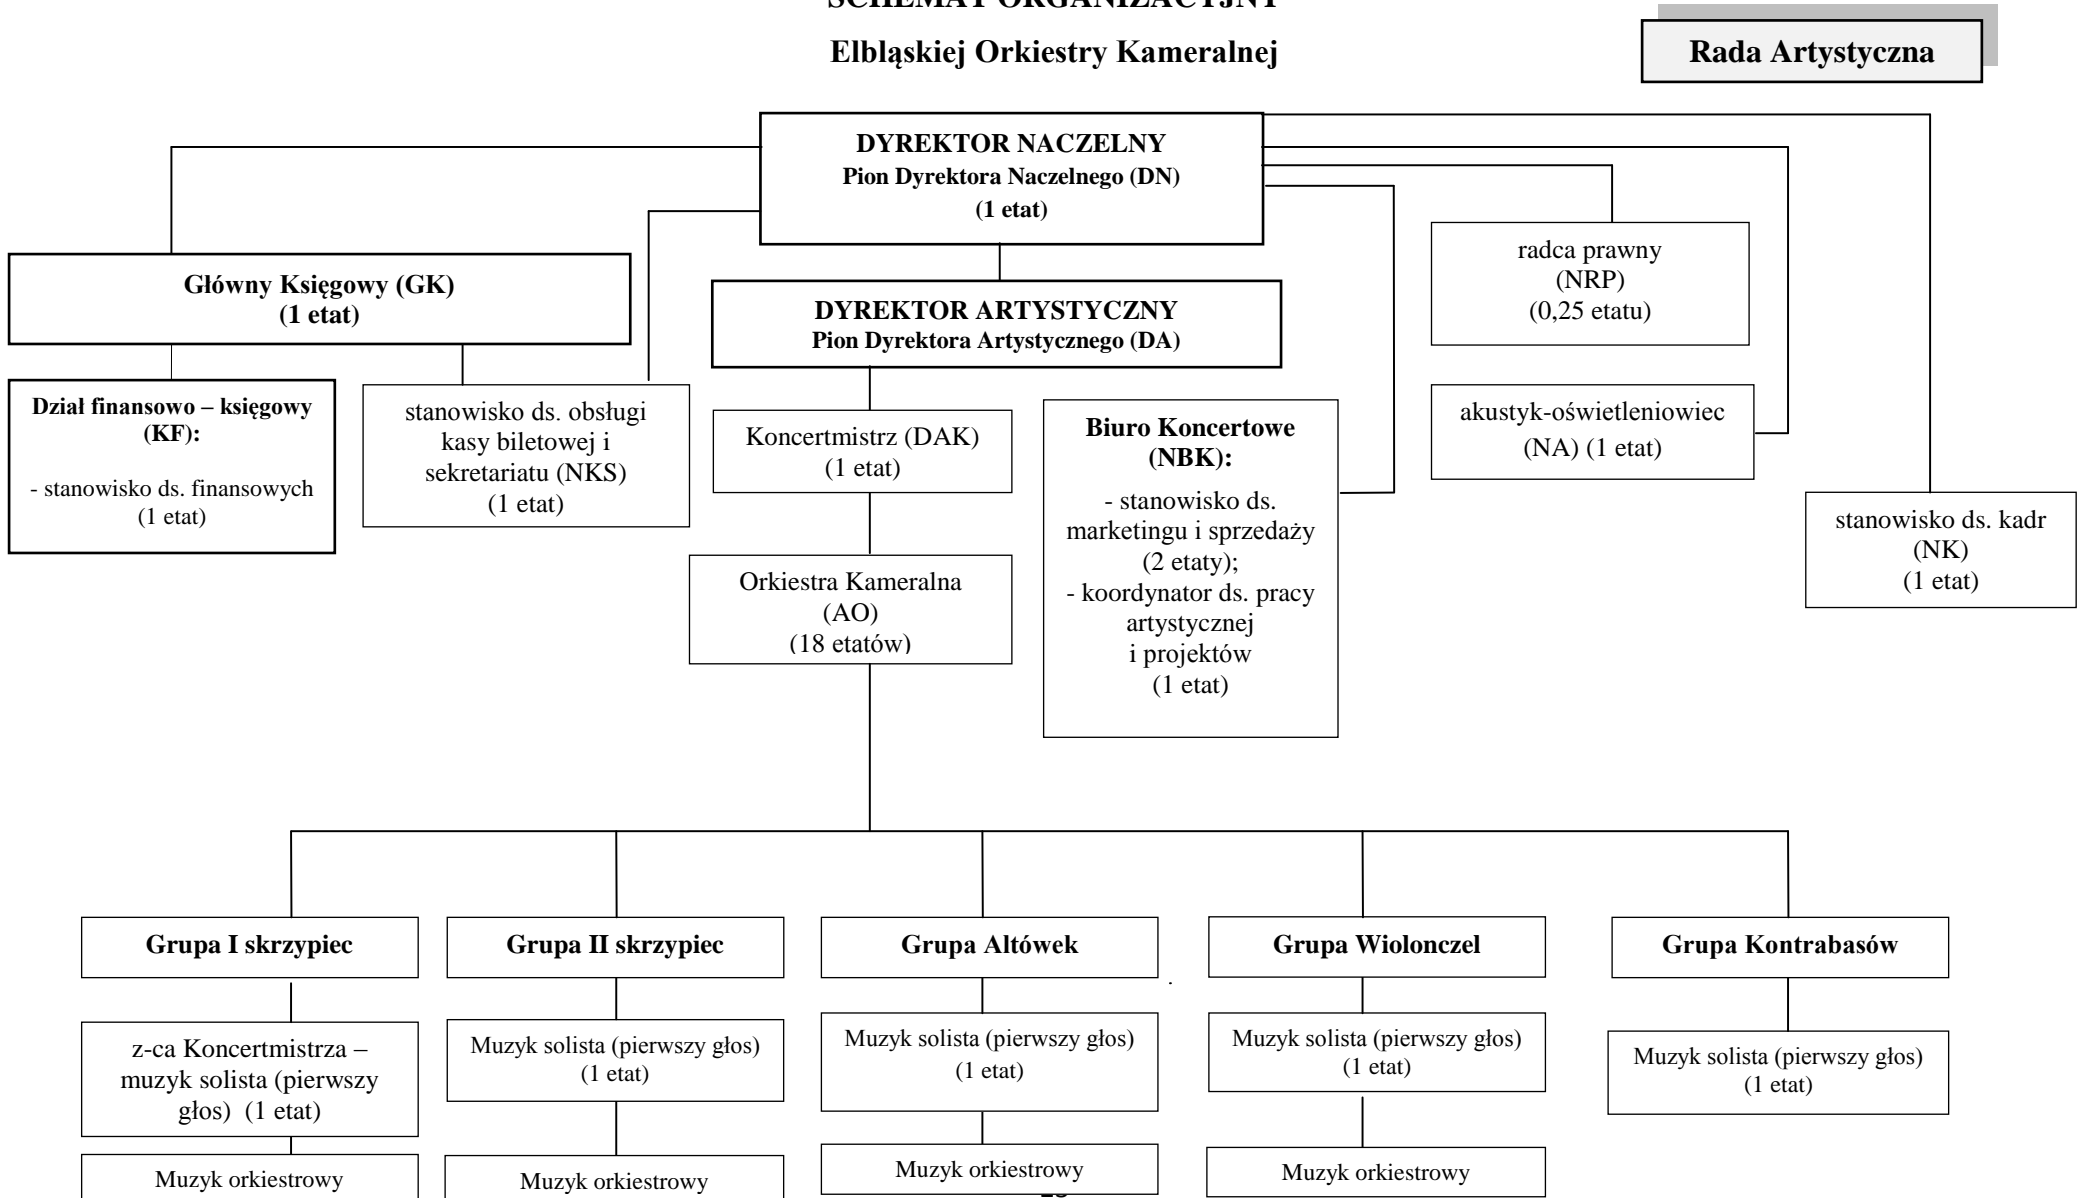 SCHEMAT ORGANIZACYJNY
Elbląskiej Orkiestry Kameralnej
Rada Artystyczna
DYREKTOR NACZELNY
Pion Dyrektora Naczelnego (DN)
(1 etat)
Główny Księgowy (GK)
(1 etat)
DYREKTOR ARTYSTYCZNY
Pion Dyrektora Artystycznego (DA)
radca prawny
(NRP)
(0,25 etatu)
Dział finansowo – księgowy
(KF):
- stanowisko ds. finansowych
(1 etat)
stanowisko ds. obsługi
kasy biletowej i
sekretariatu (NKS)
(1 etat)
Koncertmistrz (DAK)
(1 etat)
Biuro Koncertowe
(NBK):
- stanowisko ds.
marketingu i sprzedaży
(2 etaty);
- koordynator ds. pracy
artystycznej
i projektów
(1 etat)
akustyk-oświetleniowiec
(NA) (1 etat)
stanowisko ds. kadr
(NK)
(1 etat)
Orkiestra Kameralna
(AO)
(18 etatów)
Grupa I skrzypiec
Grupa II skrzypiec
Grupa Altówek
Grupa Wiolonczel
Grupa Kontrabasów
z-ca Koncertmistrza –
muzyk solista (pierwszy
głos) (1 etat)
Muzyk solista (pierwszy głos)
(1 etat)
Muzyk solista (pierwszy głos)
(1 etat)
Muzyk solista (pierwszy głos)
(1 etat)
Muzyk solista (pierwszy głos)
(1 etat)
Muzyk orkiestrowy
Muzyk orkiestrowy
Muzyk orkiestrowy
Muzyk orkiestrowy